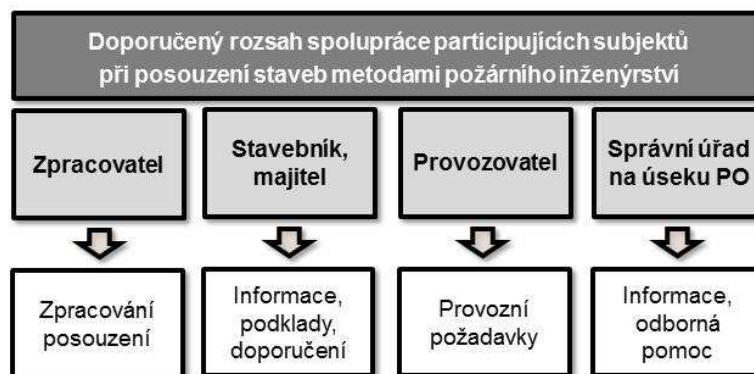 Doporučený rozsah spolupráce participujících subjektů
při posouzení staveb metodami požárního inženýrství
Zpracovatel
Stavebník,
majitel
Provozovatel
Správní úřad
na úseku PO
Zpracování
posouzení
Informace,
podklady,
doporučení
Provozní
požadavky
Informace,
odborná
pomoc